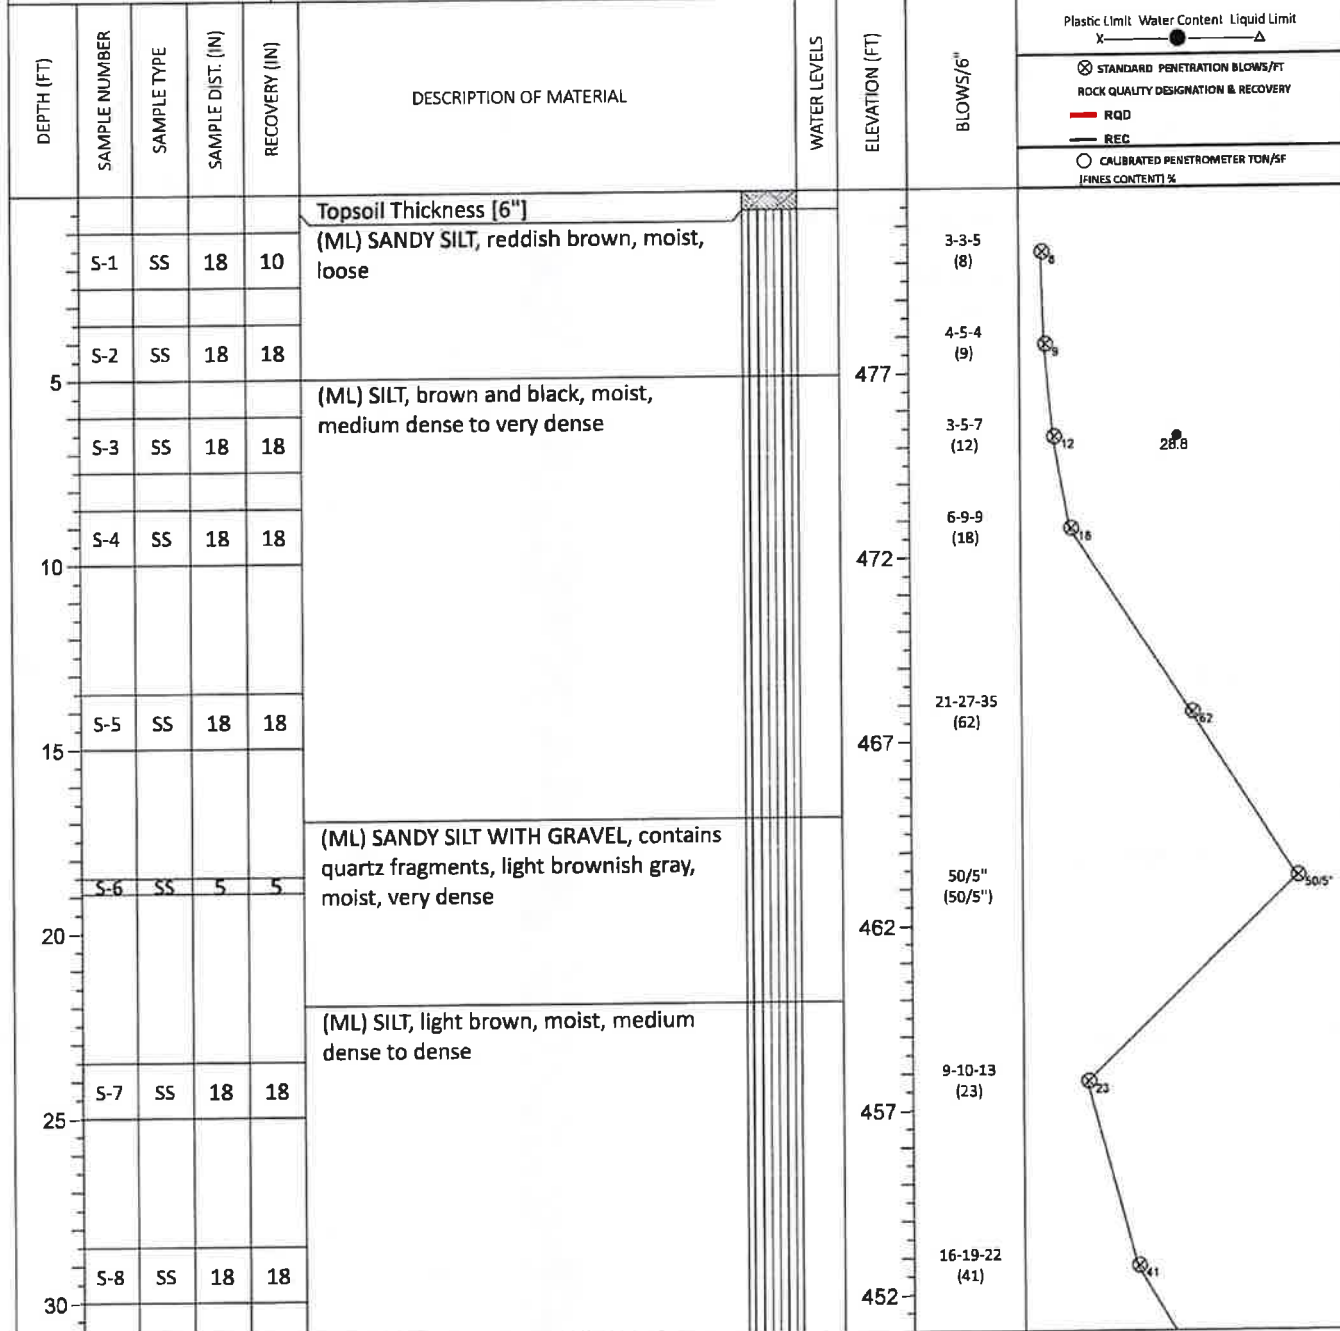 DEPTH (FT)
SAMPLE NUMBER
SAMPLE TYPE
SAMPLE DIST. (IN)
RECOVERY (IN)
DESCRIPTION OF MATERIAL
WATER LEVELS
ELEVATION (FT)
BLOWS/6"
Plastic Limit Water Content Liquid Limit
X
STANDARD PENETRATION BLOWS/FT
ROCK QUALITY DESIGNATION & RECOVERY
RQD
REC
CALIBRATED PENETROMETER TON/SF
[FINES CONTENT] %
Topsoil Thickness [6"]
(ML) SANDY SILT, reddish brown, moist,
loose
S-1 SS 18 10
3-3-5
(8)
8
S-2 SS 18 18
4-5-4
(9)
9
5
477
(ML) SILT, brown and black, moist,
medium dense to very dense
S-3 SS 18 18
3-5-7
(12)
12
28.8
S-4 SS 18 18
6-9-9
(18)
18
10
472
S-5 SS 18 18
21-27-35
(62)
62
15
467
(ML) SANDY SILT WITH GRAVEL, contains
quartz fragments, light brownish gray,
moist, very dense
S-6 SS 5 5
50/5"
(50/5")
50/5"
20
462
(ML) SILT, light brown, moist, medium
dense to dense
S-7 SS 18 18
9-10-13
(23)
23
25
457
S-8 SS 18 18
16-19-22
(41)
41
30
452